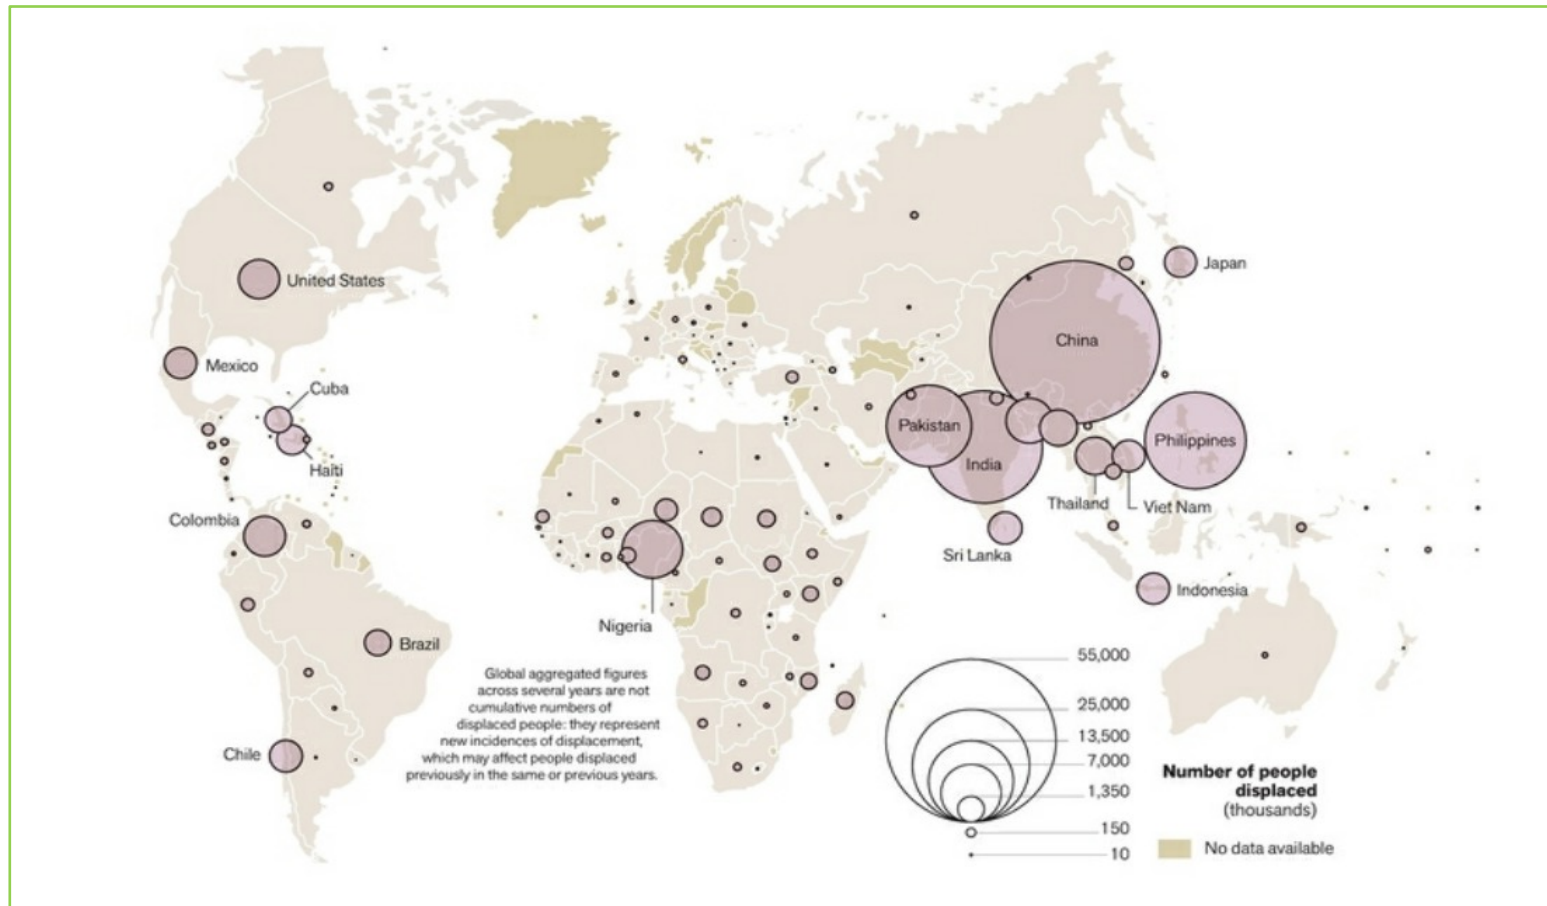 United States
Mexico
Cuba
Haïti
Colombia
Brazil
Chile
Nigeria
Japan
China
Pakistan
India
Philippines
Thailand
Viet Nam
Sri Lanka
Indonesia
Global aggregated figures
across several years are not
cumulative numbers of
displaced people: they represent
new incidences of displacement,
which may affect people displaced
previously in the same or previous years.
55,000
25,000
13,500
7,000
1,350
150
10
Number of people
displaced
(thousands)
No data available